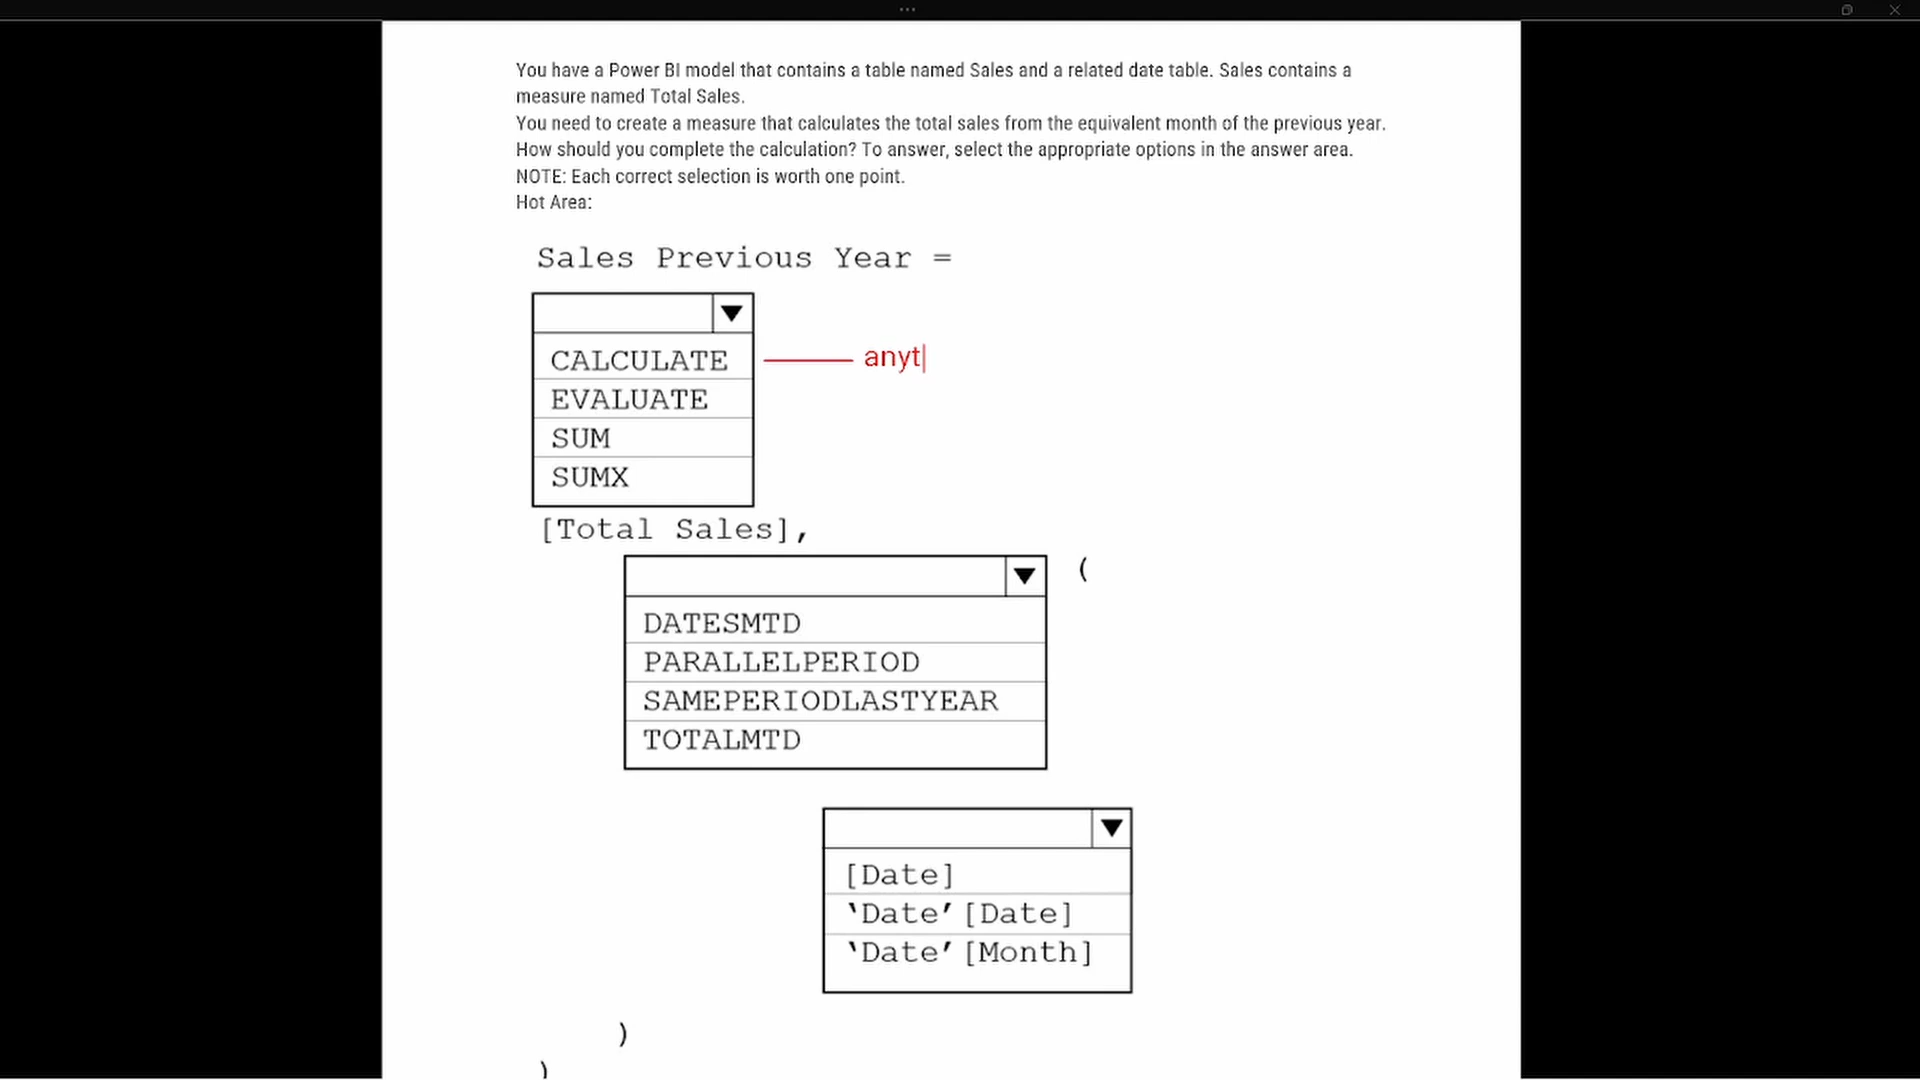 You have a Power BI model that contains a table named Sales and a related date table. Sales contains a
measure named Total Sales.
You need to create a measure that calculates the total sales from the equivalent month of the previous year.
How should you complete the calculation? To answer, select the appropriate options in the answer area.
NOTE: Each correct selection is worth one point.
Hot Area:
Sales Previous Year =
CALCULATE anyt
EVALUATE
SUM
SUMX
[Total Sales],
(
DATESMTD
PARALLELPERIOD
SAMEPERIODLASTYEAR
TOTALMTD
[Date]
‘Date’[Date]
‘Date’[Month]
)
)